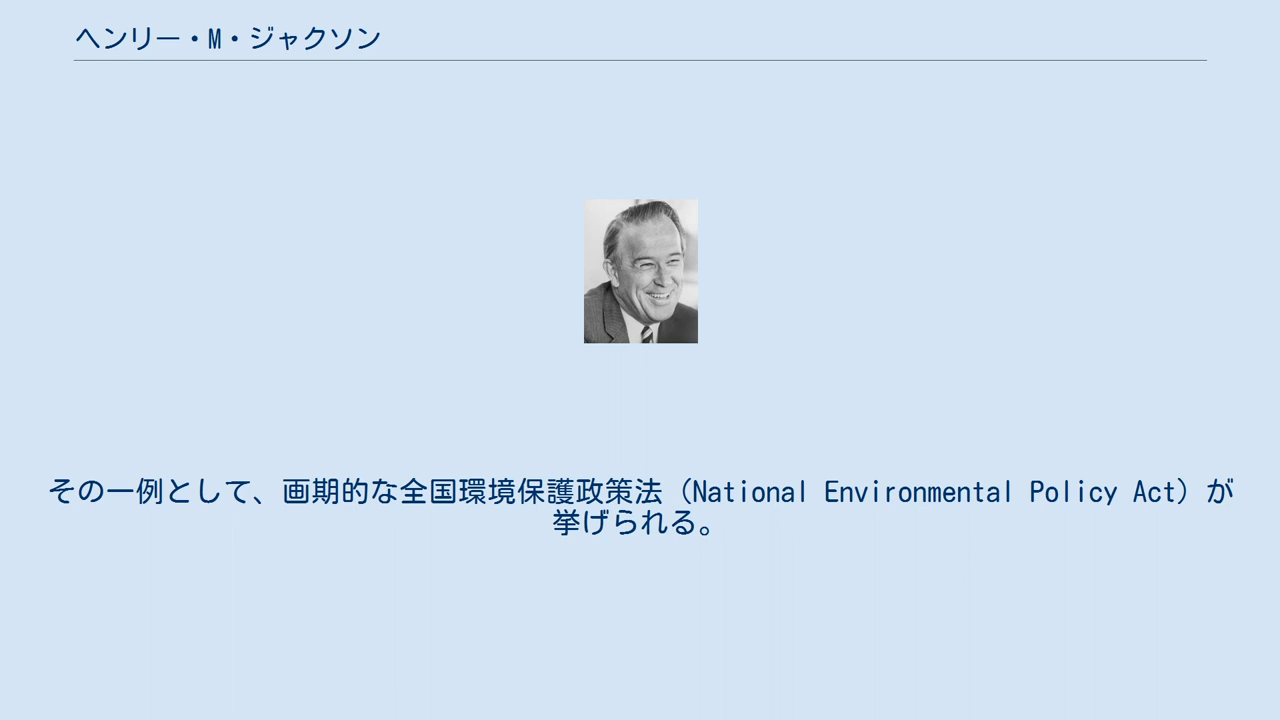 ヘンリー・M・ジャクソン
その一例として、画期的な全国環境保護政策法（National Environmental Policy Act）が
挙げられる。